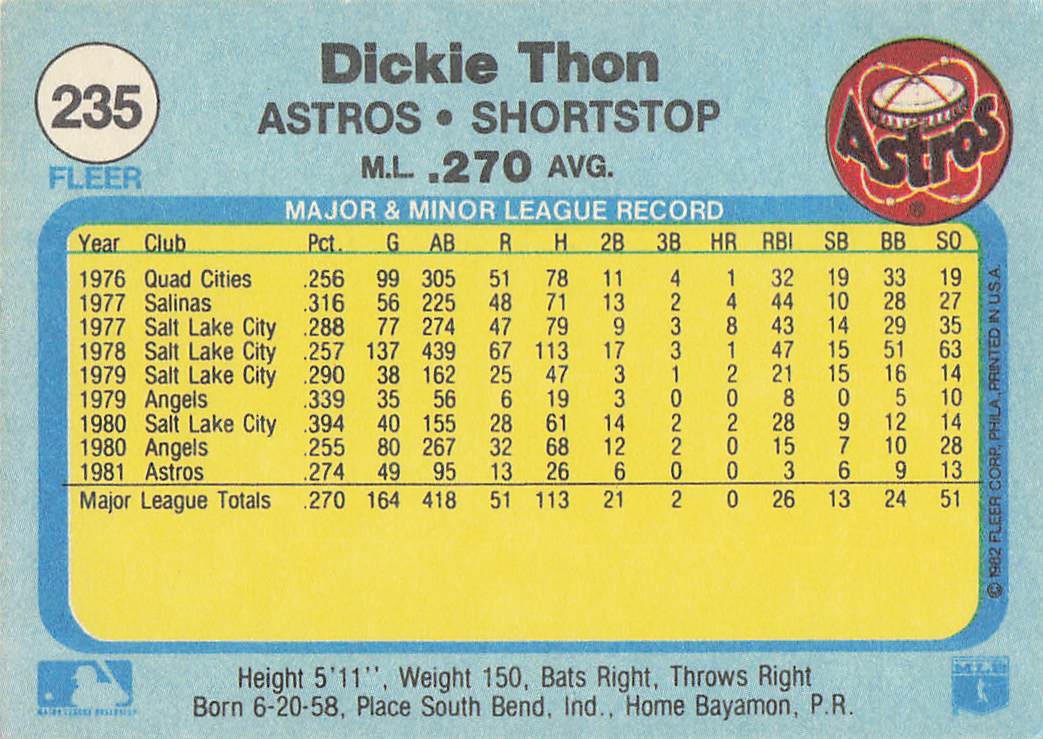 235
FLEER
Dickie Thon
ASTROS • SHORTSTOP
M.L. .270 AVG.
Astros
®
MAJOR & MINOR LEAGUE RECORD
Year Club Pct. G AB R H 2B 3B HR RBI SB BB SO
1976 Quad Cities .256 99 305 51 78 11 4 1 32 19 33 19
1977 Salinas .316 56 225 48 71 13 2 4 44 10 28 27
1977 Salt Lake City .288 77 274 47 79 9 3 8 43 14 29 35
1978 Salt Lake City .257 137 439 67 113 17 3 1 47 15 51 63
1979 Salt Lake City .290 38 162 25 47 3 1 2 21 15 16 14
1979 Angels .339 35 56 6 19 3 0 0 8 0 5 10
1980 Salt Lake City .394 40 155 28 61 14 2 2 28 9 12 14
1980 Angels .255 80 267 32 68 12 2 0 15 7 10 28
1981 Astros .274 49 95 13 26 6 0 0 3 6 9 13
Major League Totals .270 164 418 51 113 21 2 0 26 13 24 51
© 1982 FLEER CORP. PHILA., PRINTED IN U.S.A.
MAJOR LEAGUE BASEBALL
Height 5'11'', Weight 150, Bats Right, Throws Right
Born 6-20-58, Place South Bend, Ind., Home Bayamon, P.R.